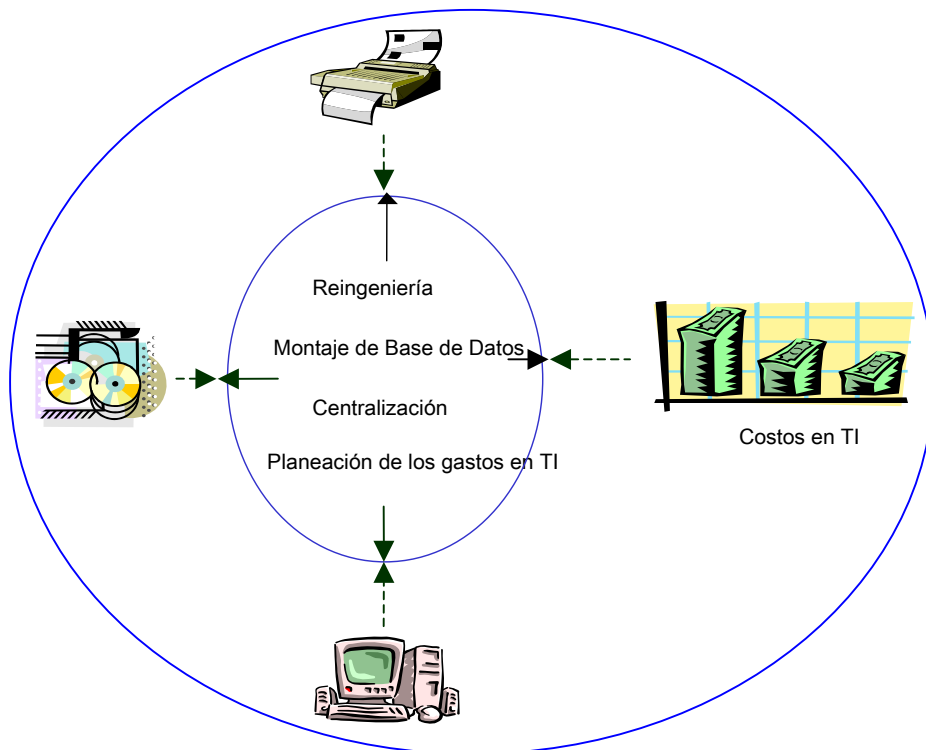 Reingeniería
Montaje de Base de Datos
Centralización
Costos en TI
Planeación de los gastos en TI